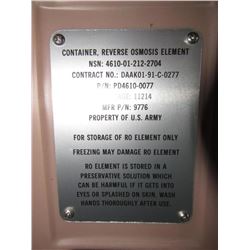 CONTAINER, REVERSE OSMOSIS ELEMENT
NSN: 4610-01-212-2704
CONTRACT NO.: DAAK01-91-C-0277
P/N: PD4610-0077
11214
MFR P/N: 9776
PROPERTY OF U.S. ARMY
FOR STORAGE OF RO ELEMENT ONLY
FREEZING MAY DAMAGE RO ELEMENT
RO ELEMENT IS STORED IN A
PRESERVATIVE SOLUTION WHICH
CAN BE HARMFUL IF IT GETS INTO
EYES OR SPLASHED ON SKIN. WASH
HANDS THOROUGHLY AFTER USE.